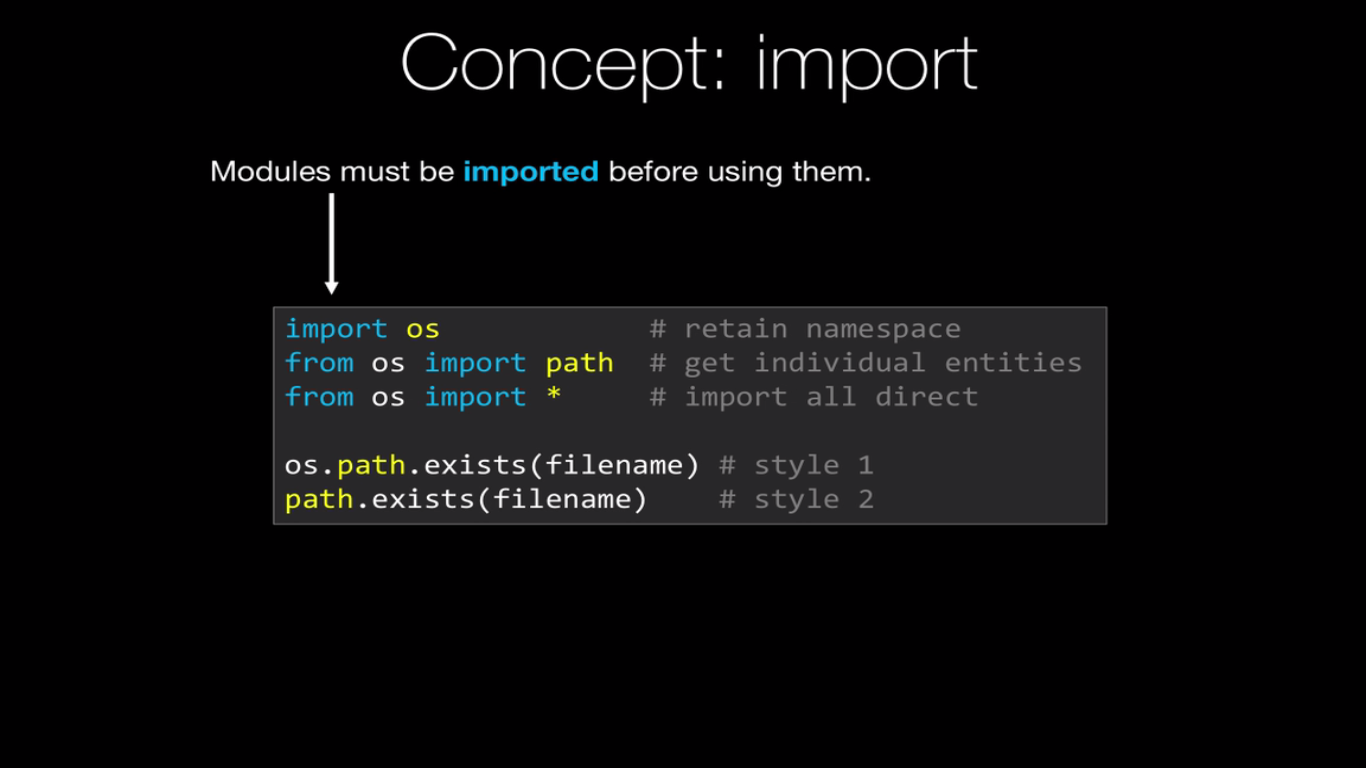 Concept: import
Modules must be imported before using them.
import os # retain namespace
from os import path # get individual entities
from os import * # import all direct
os.path.exists(filename) # style 1
path.exists(filename) # style 2